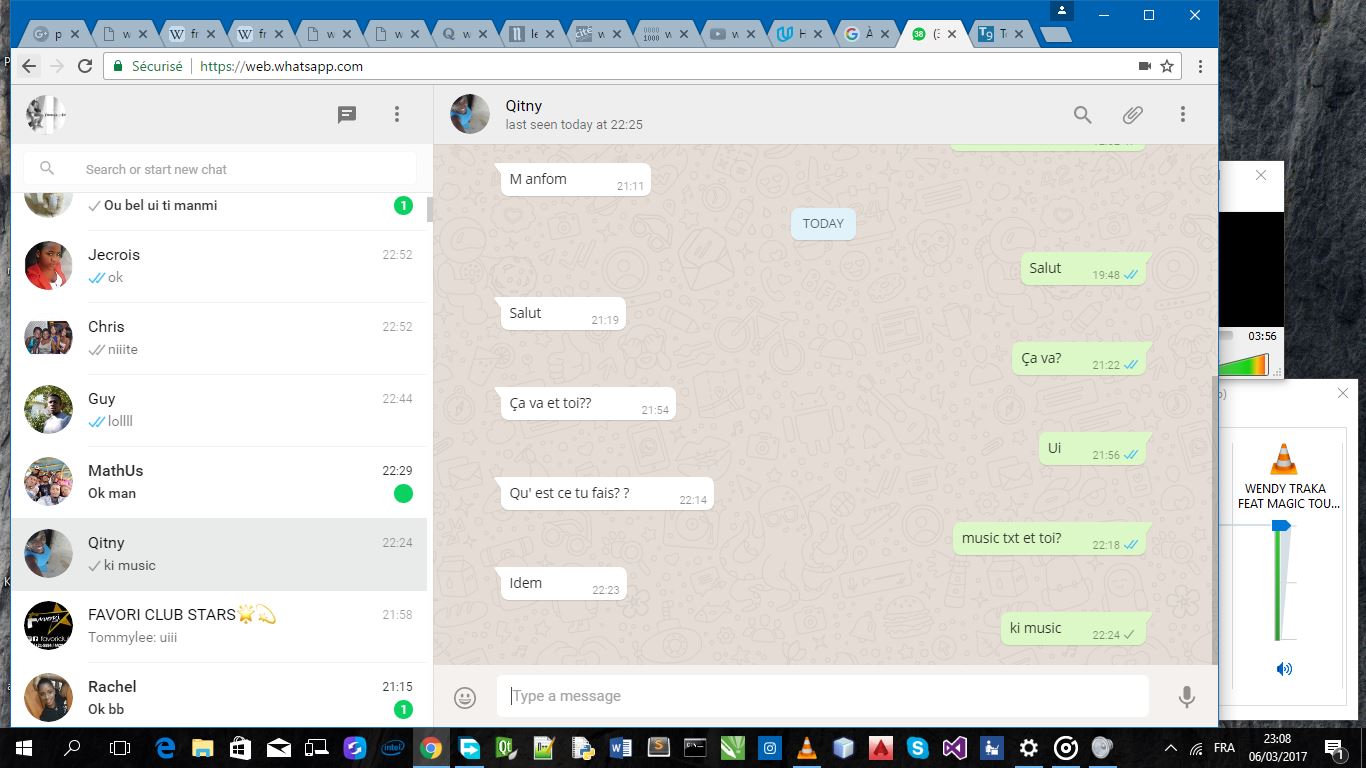 p
w
fr
fr
w
w
w
le
w
w
w
H
À
(3
T
Sécurisé
https://web.whatsapp.com
Search or start new chat
Ou bel ui ti manmi
1
Jecrois
22:52
ok
Chris
22:52
niiite
Guy
22:44
lollll
MathUs
22:29
Ok man
Qitny
22:24
ki music
FAVORI CLUB STARS🌟💫
21:58
Tommylee: uiii
Rachel
21:15
Ok bb
1
Qitny
last seen today at 22:25
M anfom
21:11
TODAY
Salut
19:48
Salut
21:19
Ça va?
21:22
Ça va et toi??
21:54
Ui
21:56
Qu' est ce tu fais? ?
22:14
music txt et toi?
22:18
Idem
22:23
ki music
22:24
Type a message
03:56
WENDY TRAKA
FEAT MAGIC TOU...
FRA
23:08
06/03/2017
1